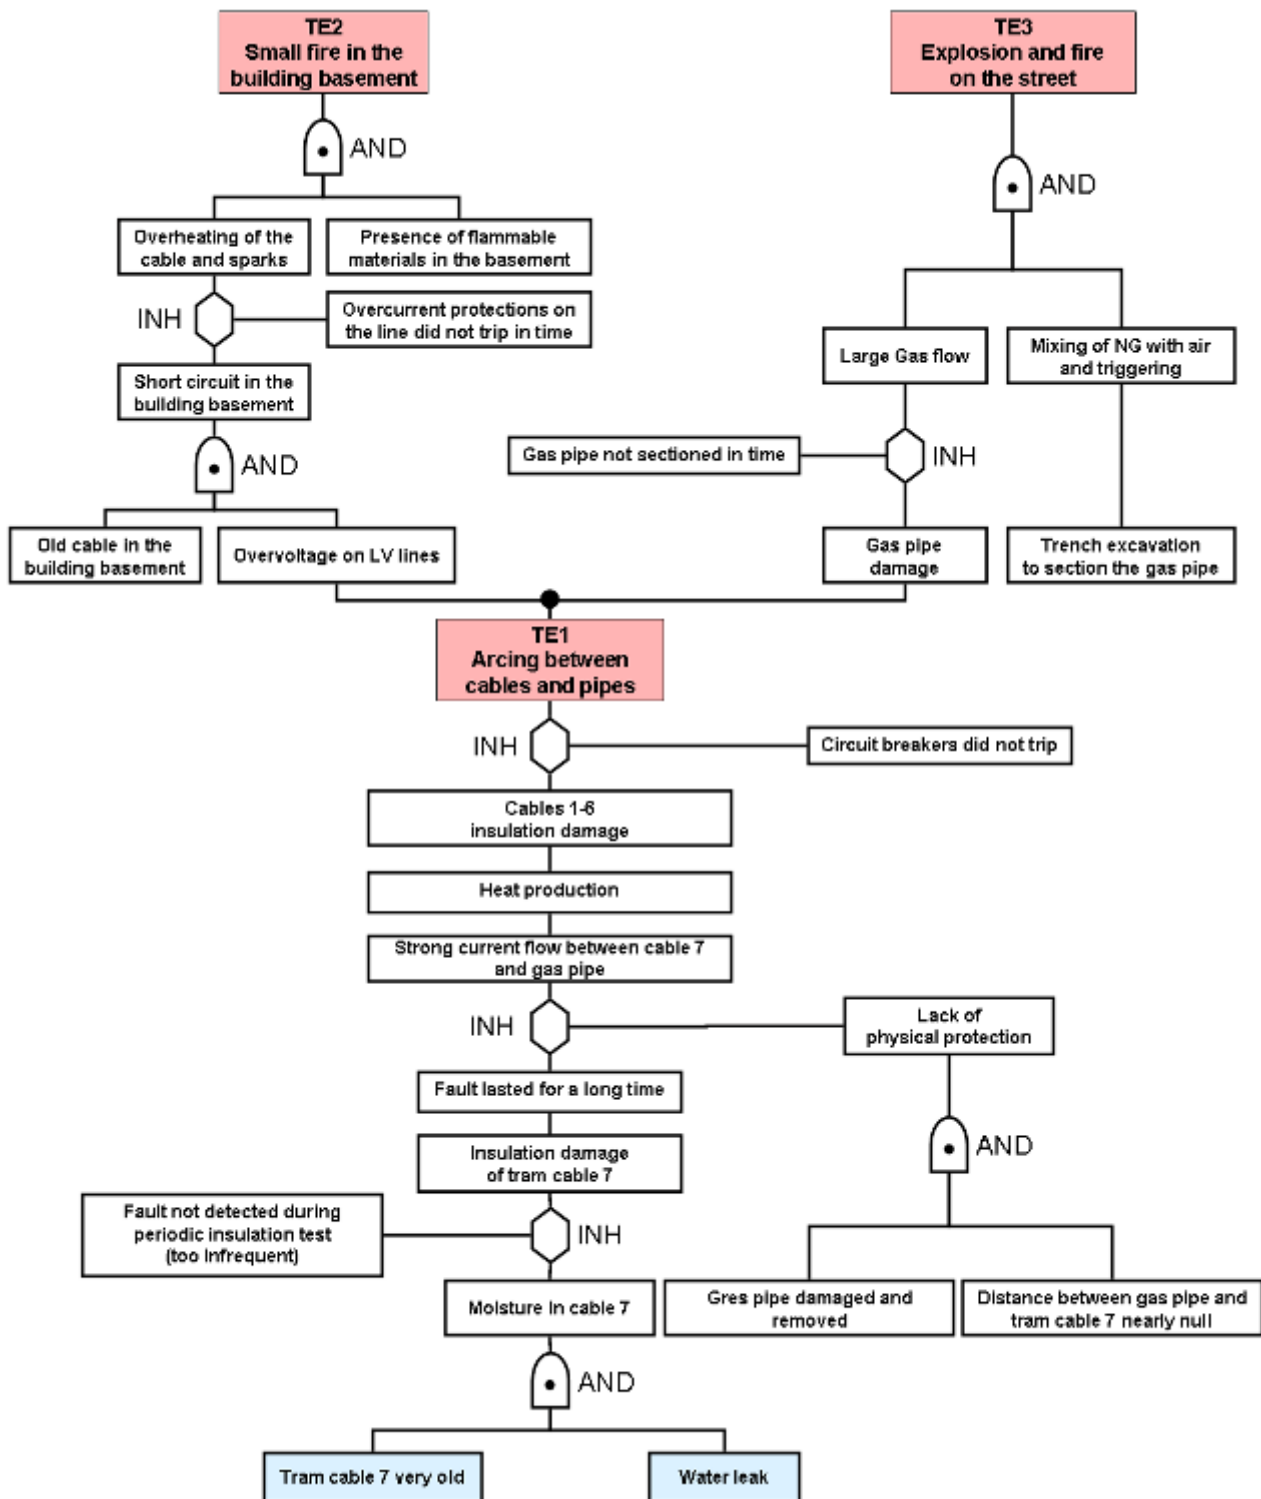 TE2
Small fire in the
building basement
TE3
Explosion and fire
on the street
AND
AND
Overheating of the
cable and sparks
Presence of flammable
materials in the basement
INH
Overcurrent protections on
the line did not trip in time
Large Gas flow
Mixing of NG with air
and triggering
Short circuit in the
building basement
Gas pipe not sectioned in time
INH
AND
Old cable in the
building basement
Overvoltage on LV lines
Gas pipe
damage
Trench excavation
to section the gas pipe
TE1
Arcing between
cables and pipes
INH
Circuit breakers did not trip
Cables 1-6
insulation damage
Heat production
Strong current flow between cable 7
and gas pipe
INH
Lack of
physical protection
Fault lasted for a long time
AND
Insulation damage
of tram cable 7
Fault not detected during
periodic insulation test
(too infrequent)
INH
Moisture in cable 7
Gres pipe damaged and
removed
Distance between gas pipe and
tram cable 7 nearly null
AND
Tram cable 7 very old
Water leak